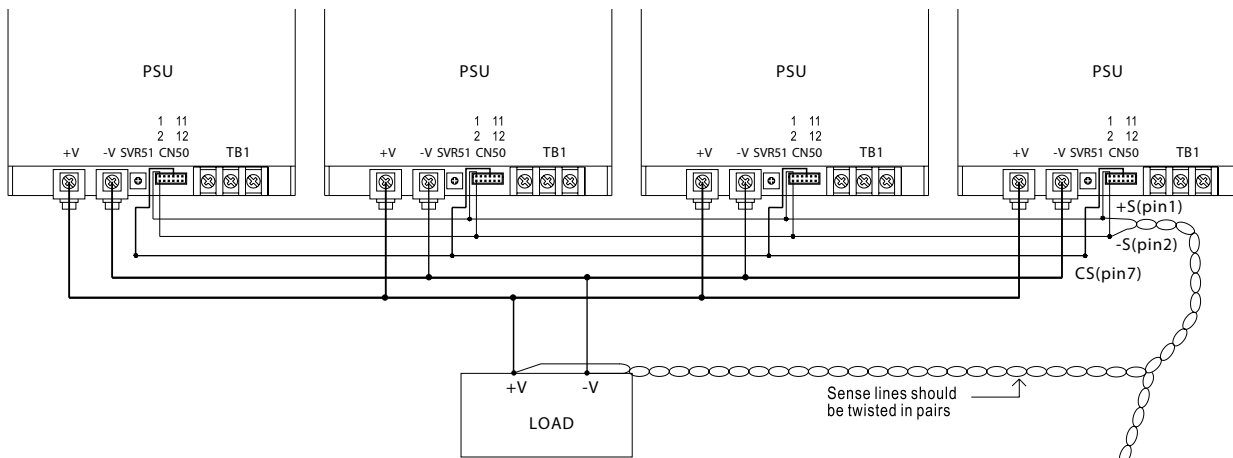 PSU PSU PSU PSU
1 11 1 11 1 11 1 11
2 12 2 12 2 12 2 12
+V -V SVR51 CN50 TB1 +V -V SVR51 CN50 TB1 +V -V SVR51 CN50 TB1 +V -V SVR51 CN50 TB1
+S(pin1)
-S(pin2)
CS(pin7)
+V -V
LOAD
Sense lines should
be twisted in pairs